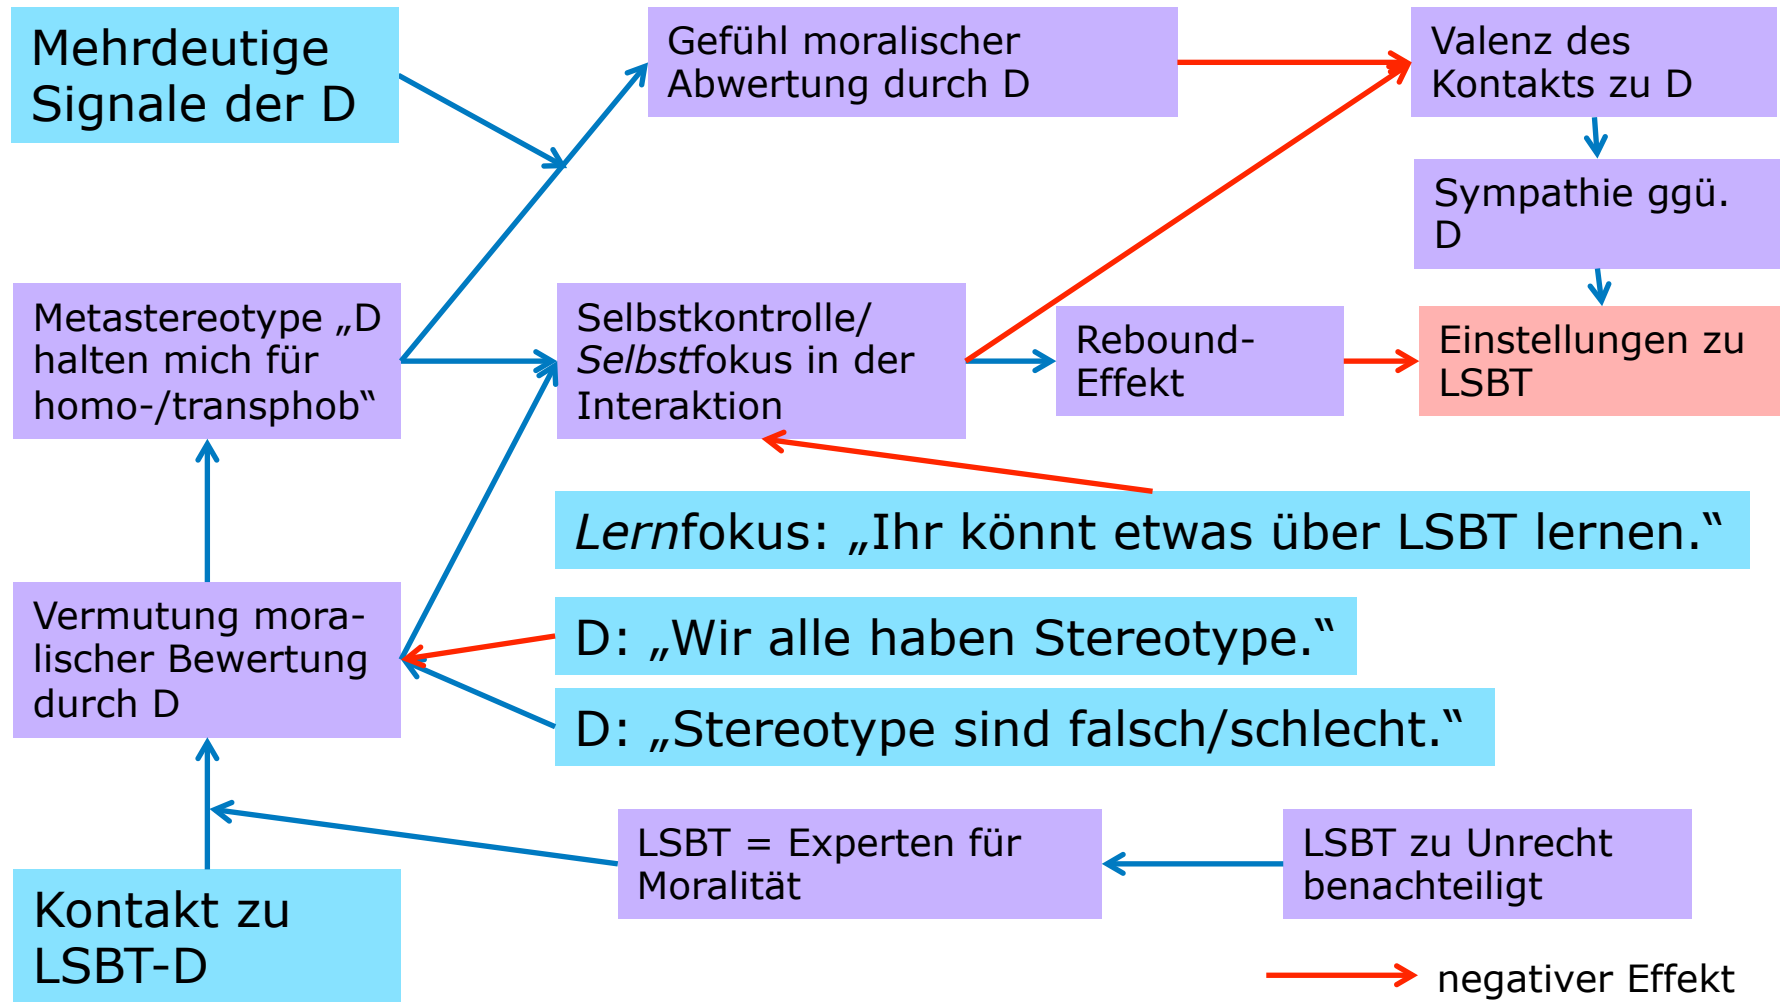 Mehrdeutige
Signale der D
Gefühl moralischer
Abwertung durch D
Valenz des
Kontakts zu D
Sympathie ggü.
D
Metastereotype „D
halten mich für
homo-/transphob“
Selbstkontrolle/
Selbstfokus in der
Interaktion
Rebound-
Effekt
Einstellungen zu
LSBT
Lernfokus: „Ihr könnt etwas über LSBT lernen.“
Vermutung mora-
lischer Bewertung
durch D
D: „Wir alle haben Stereotype.“
D: „Stereotype sind falsch/schlecht.“
LSBT = Experten für
Moralität
LSBT zu Unrecht
benachteiligt
Kontakt zu
LSBT-D
negativer Effekt